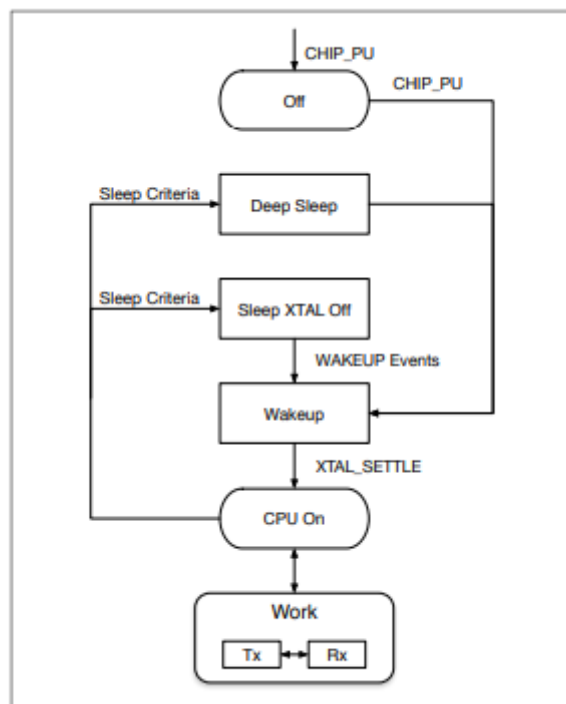 CHIP_PU
Off
CHIP_PU
Sleep Criteria
Deep Sleep
Sleep Criteria
Sleep XTAL Off
WAKEUP Events
Wakeup
XTAL_SETTLE
CPU On
Work
Tx
Rx